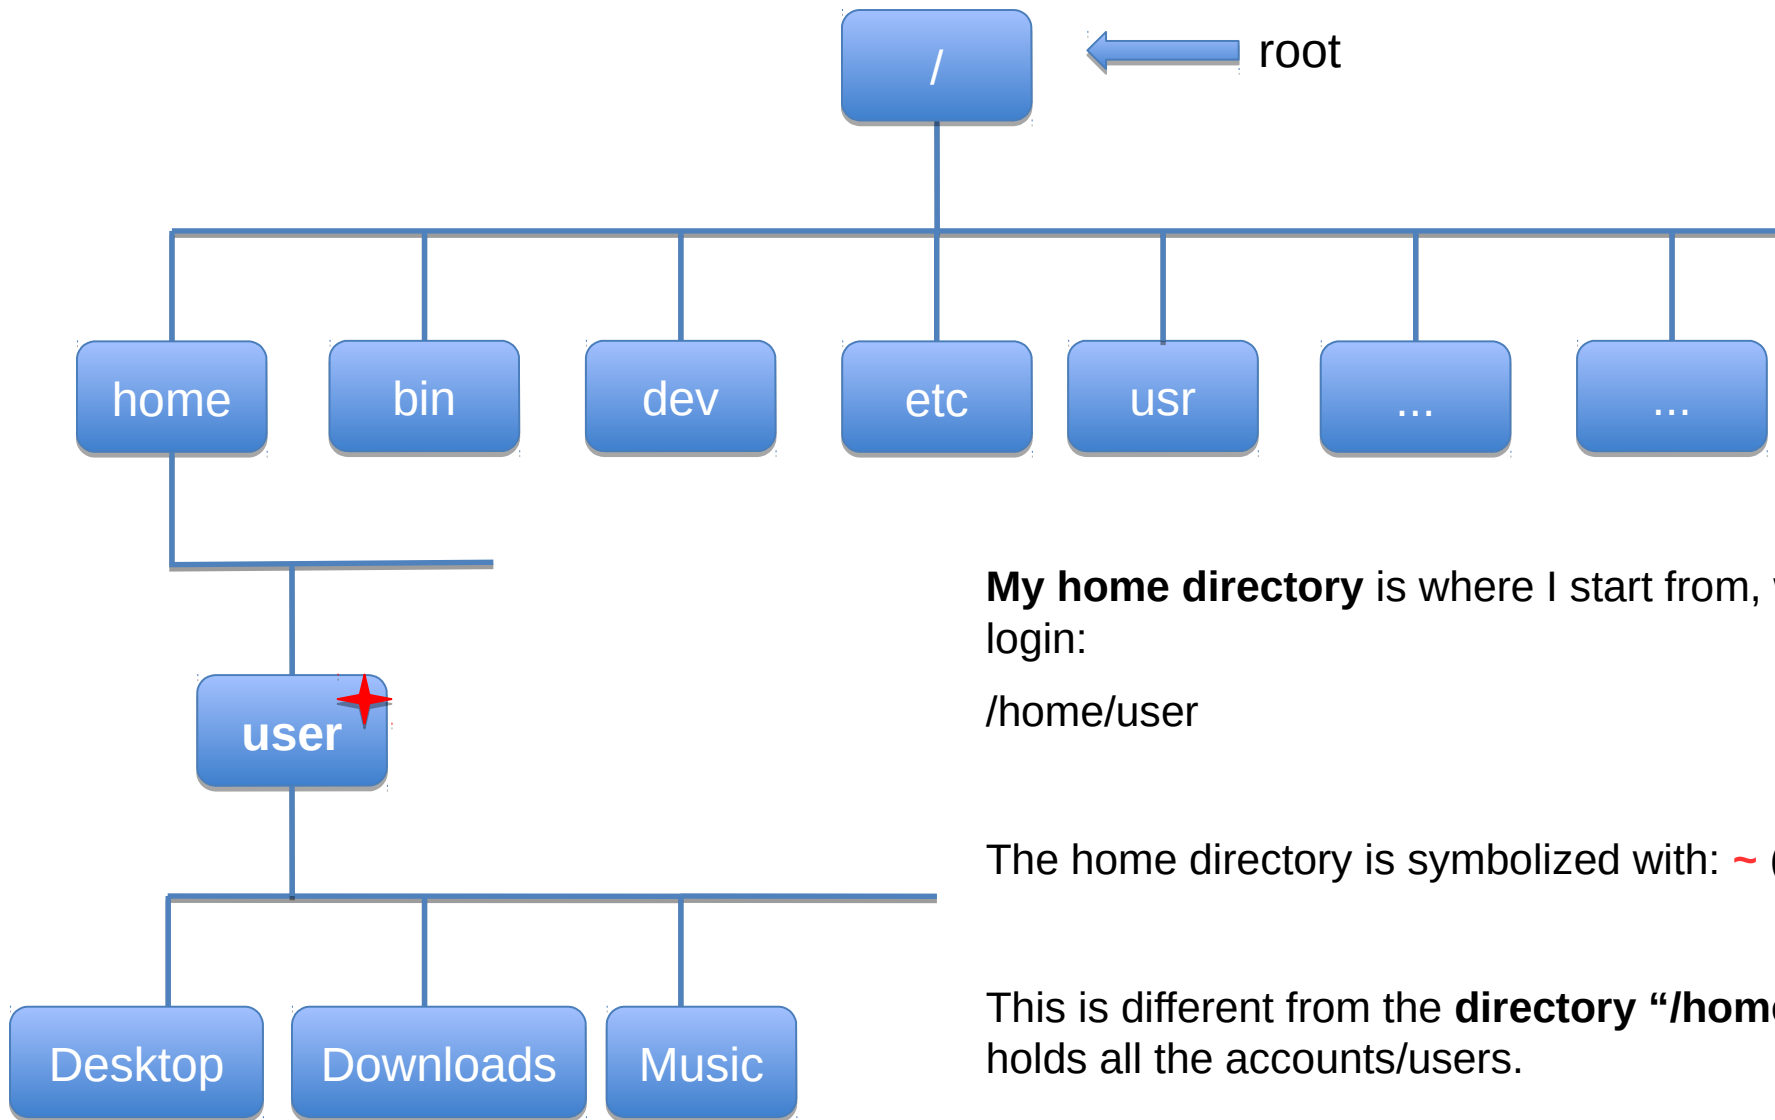 /
root
home
bin
dev
etc
usr
...
...
My home directory is where I start from,
login:
/home/user
user
The home directory is symbolized with: ~ (
This is different from the directory “/home
holds all the accounts/users.
Desktop
Downloads
Music